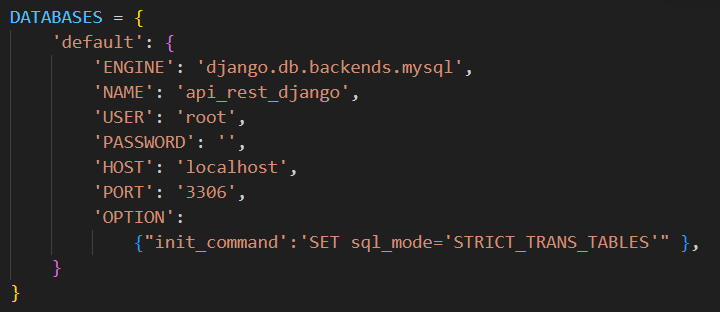 DATABASES = {
    'default': {
        'ENGINE': 'django.db.backends.mysql',
        'NAME': 'api_rest_django',
        'USER': 'root',
        'PASSWORD': '',
        'HOST': 'localhost',
        'PORT': '3306',
        'OPTION':
            {"init_command':'SET sql_mode='STRICT_TRANS_TABLES'" },
    }
}